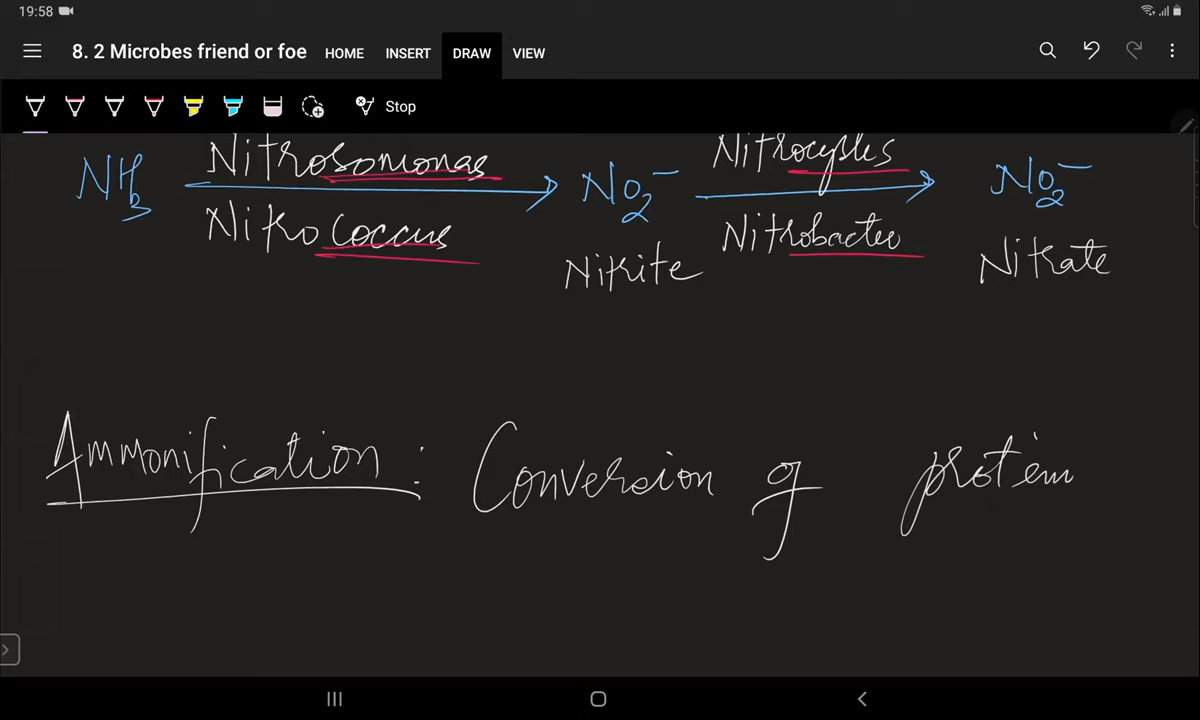 19:58
8. 2 Microbes friend or foe HOME INSERT DRAW VIEW
Stop
NH3 Nitrosomonas NO2- Nitrocystes NO2-
Nitrococcus Nitrobacter
Nitrite Nitrate
Ammonification : Conversion of protein